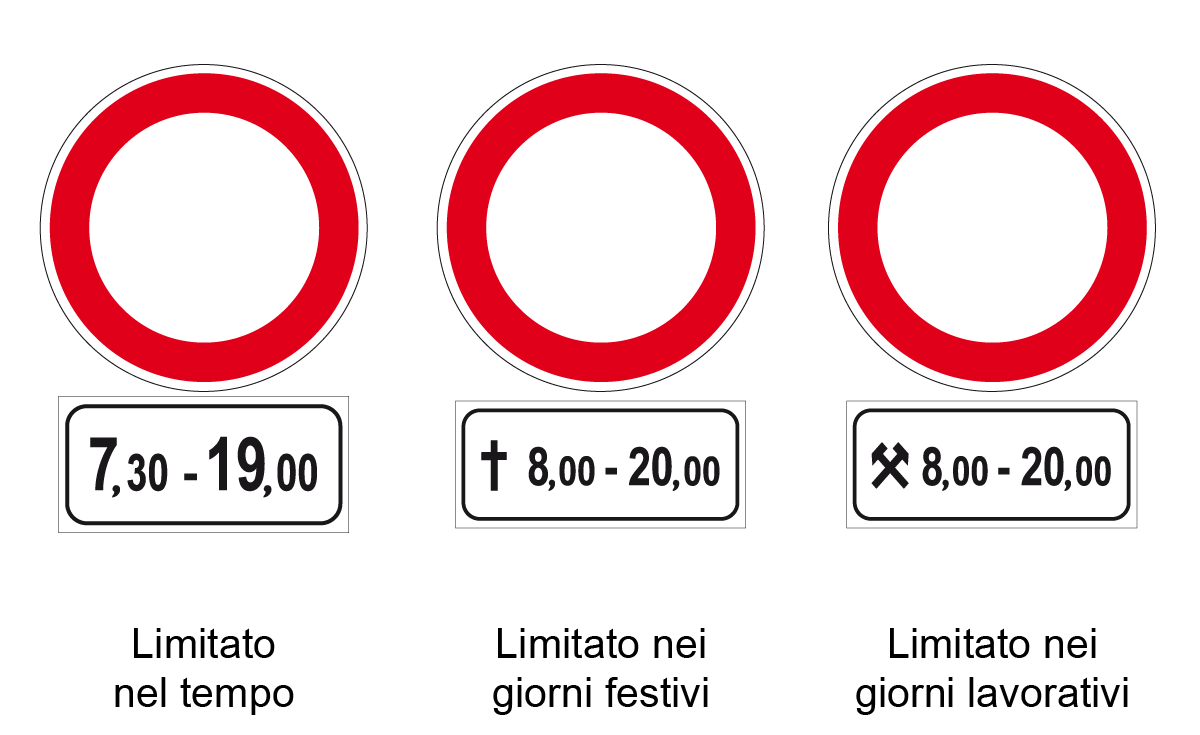 7,30 - 19,00
† 8,00 - 20,00
⚒ 8,00 - 20,00
Limitato
nel tempo
Limitato nei
giorni festivi
Limitato nei
giorni lavorativi